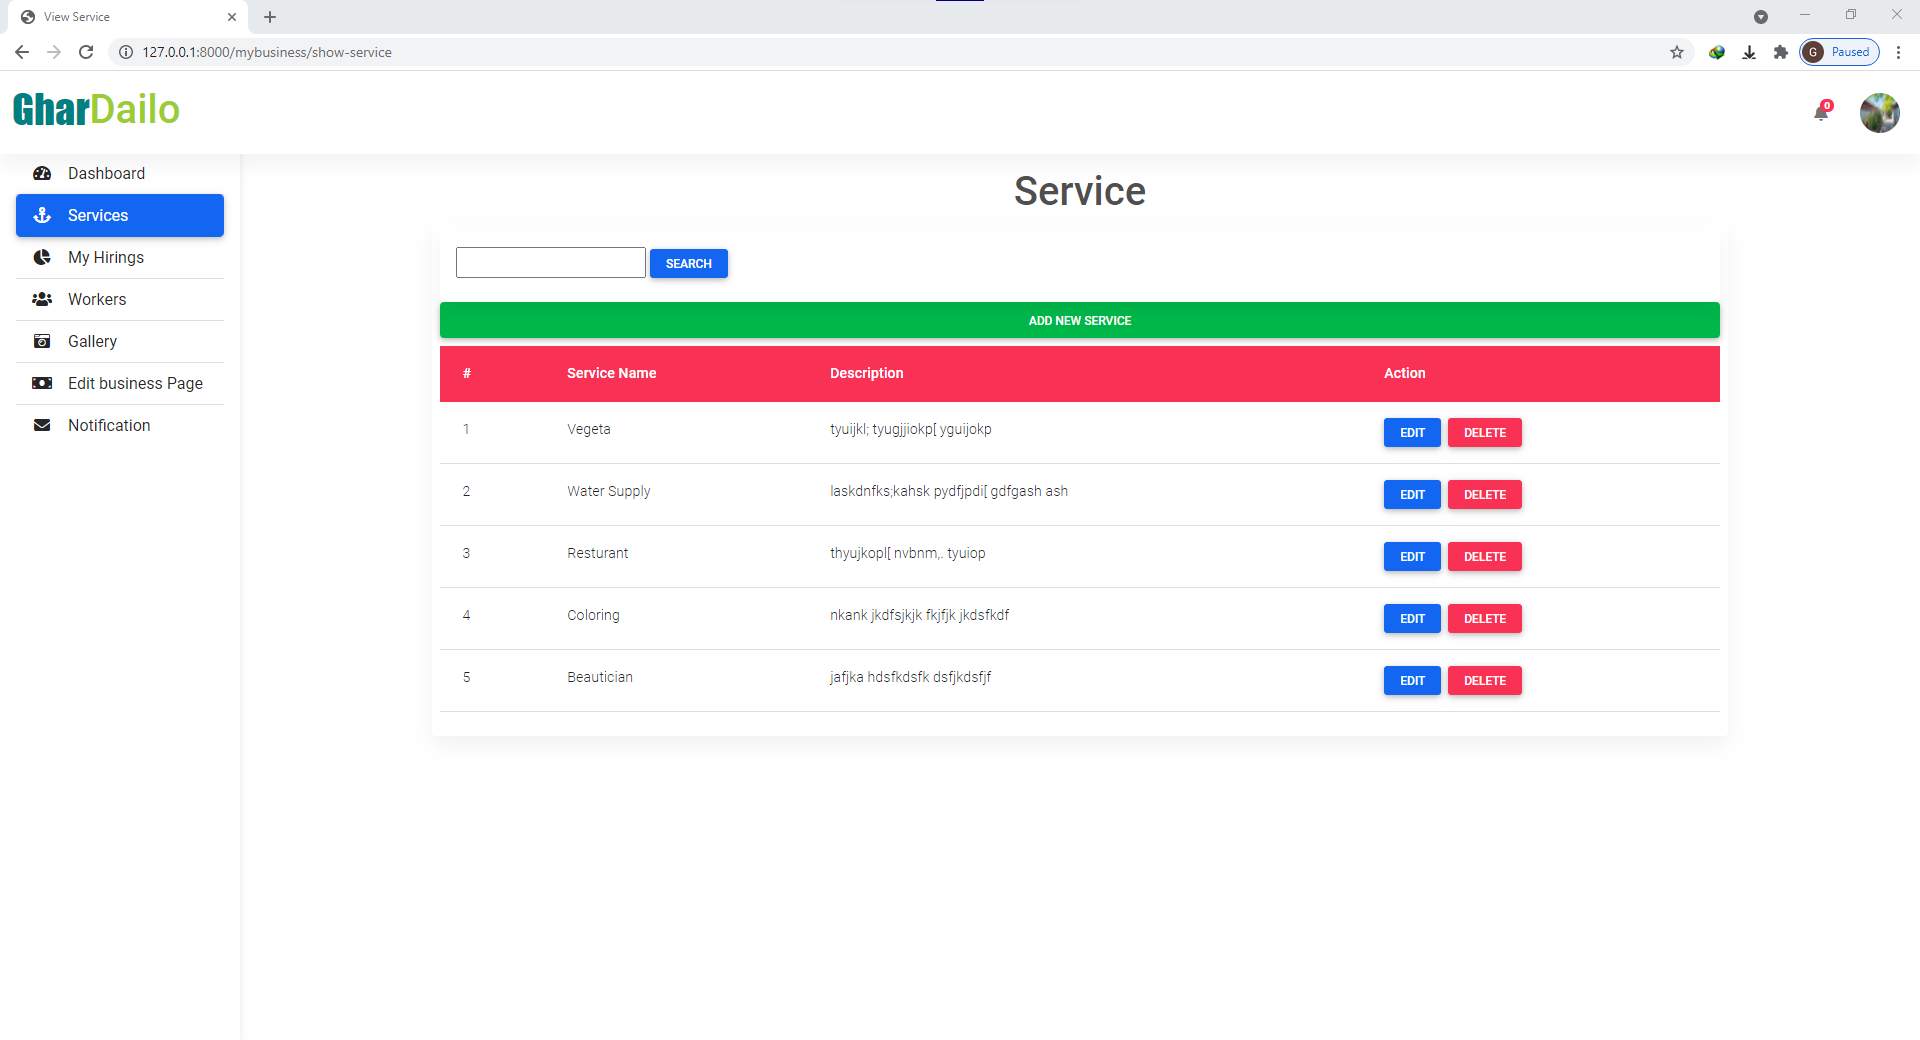 View Service
127.0.0.1:8000/mybusiness/show-service
G Paused
GharDailo
0
Dashboard
Services
My Hirings
Workers
Gallery
Edit business Page
Notification
Service
SEARCH
ADD NEW SERVICE
# Service Name Description Action
1 Vegeta tyuijkl; tyugjjiokp[ yguijokp EDIT DELETE
2 Water Supply laskdnfks;kahsk pydfjpdi[ gdfgash ash EDIT DELETE
3 Resturant thyujkopl[ nvbnm,. tyuiop EDIT DELETE
4 Coloring nkank jkdfsjkjk fkjfjk jkdsfkdf EDIT DELETE
5 Beautician jafjka hdsfkdsfk dsfjkdsfjf EDIT DELETE